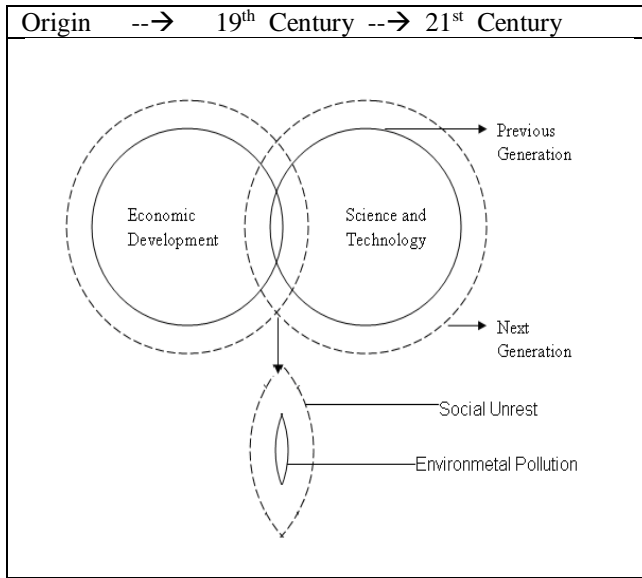 Origin --→ 19th Century --→ 21st Century
Previous
Generation
Economic
Development
Science and
Technology
Next
Generation
Social Unrest
Environmetal Pollution